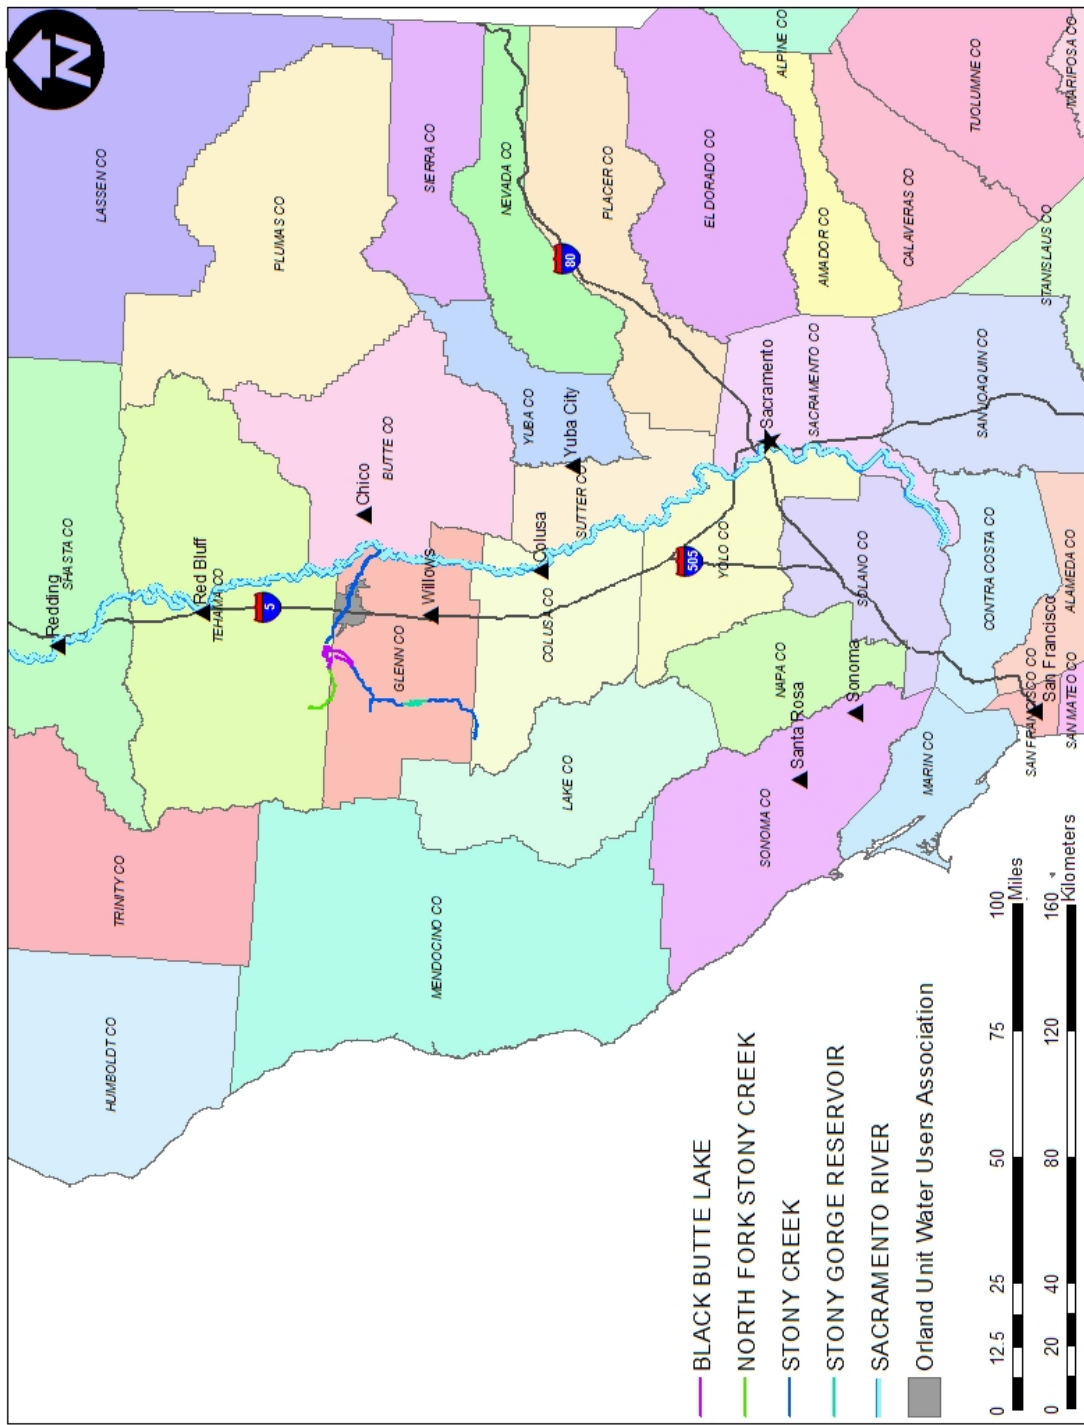 N
HUMBOLDT CO
TRINITY CO
SHASTA CO
LASSEN CO
Redding
Red Bluff
TEHAMA CO
PLUMAS CO
5
Chico
BUTTE CO
GLENN CO
Willows
MENDOCINO CO
SIERRA CO
NEVADA CO
YUBA CO
Yuba City
SUTTER CO
Colusa
COLUSA CO
LAKE CO
80
PLACER CO
EL DORADO CO
505
YOLO CO
Sacramento
SACRAMENTO CO
ALPINE CO
AMADOR CO
CALAVERAS CO
TUOLUMNE CO
MARIPOSA CO
STANISLAUS CO
SAN JOAQUIN CO
SONOMA CO
Santa Rosa
NAPA CO
Sonoma
SOLANO CO
MARIN CO
CONTRA COSTA CO
ALAMEDA CO
SAN FRANCISCO CO
San Francisco
SAN MATEO CO
BLACK BUTTE LAKE
NORTH FORK STONY CREEK
STONY CREEK
STONY GORGE RESERVOIR
SACRAMENTO RIVER
Orland Unit Water Users Association
0 12.5 25 50 75 100
Miles
0 20 40 80 120 160
Kilometers